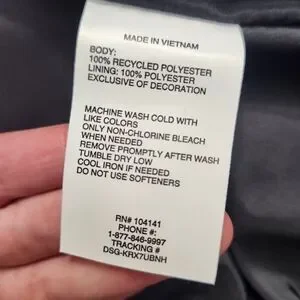 MADE IN VIETNAM
BODY:
100% RECYCLED POLYESTER
LINING: 100% POLYESTER
EXCLUSIVE OF DECORATION
MACHINE WASH COLD WITH
LIKE COLORS
ONLY NON-CHLORINE BLEACH
WHEN NEEDED
REMOVE PROMPTLY AFTER WASH
TUMBLE DRY LOW
COOL IRON IF NEEDED
DO NOT USE SOFTENERS
RN# 104141
PHONE #:
1-877-846-9997
TRACKING #
DSG-KRX7UBNH